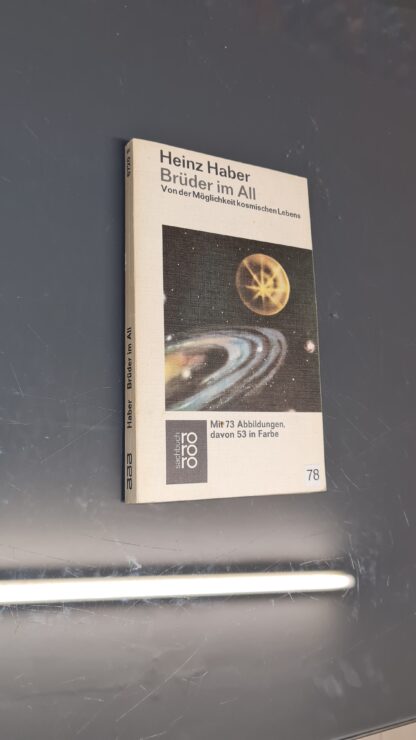 Heinz Haber
Brüder im All
Von der Möglichkeit kosmischen Lebens
sachbuch
ro
ro
ro
Mit 73 Abbildungen,
davon 53 in Farbe
78
Haber Brüder im All